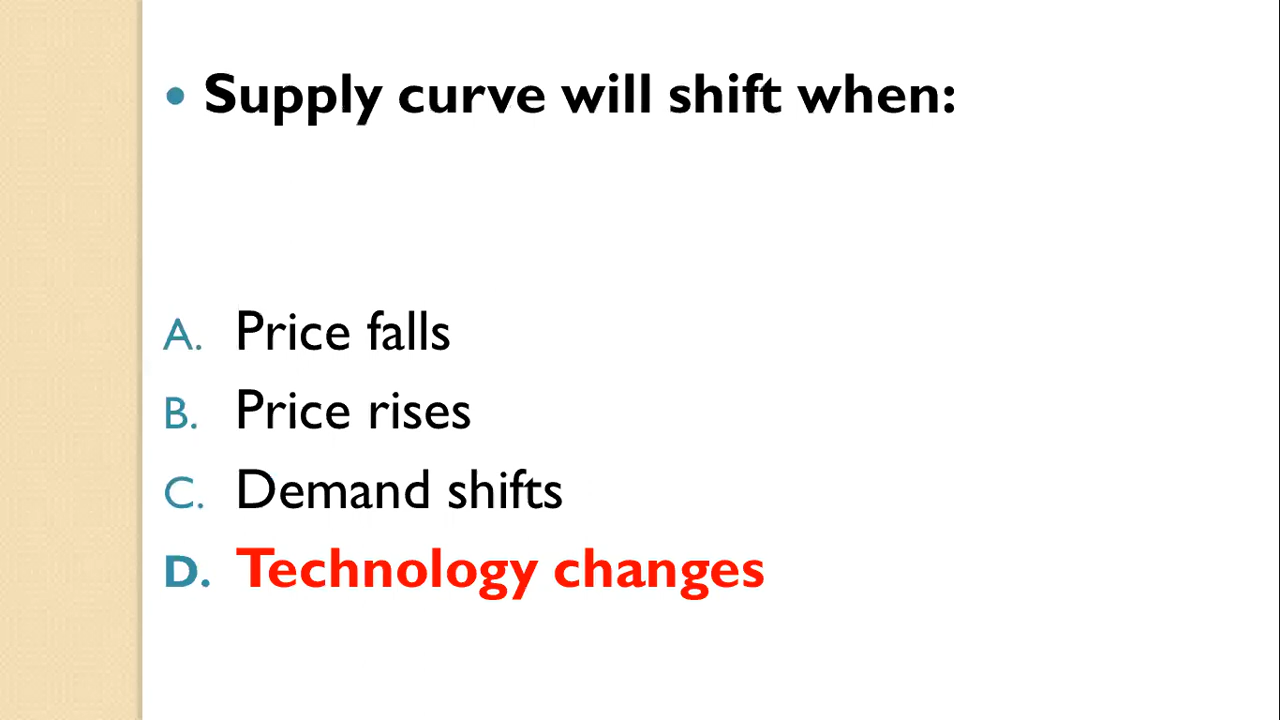 • Supply curve will shift when:
A. Price falls
B. Price rises
C. Demand shifts
D. Technology changes